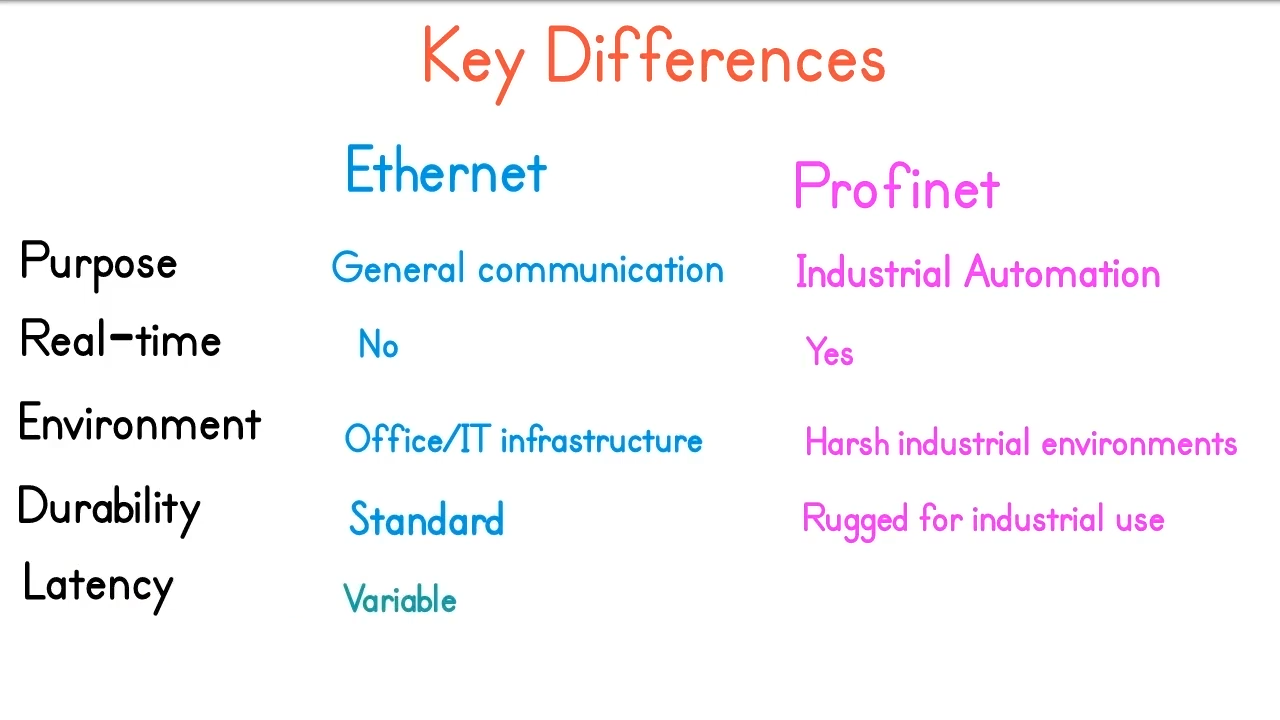 Key Differences
Ethernet Profinet
Purpose General communication Industrial Automation
Real-time No Yes
Environment Office/IT infrastructure Harsh industrial environments
Durability Standard Rugged for industrial use
Latency Variable